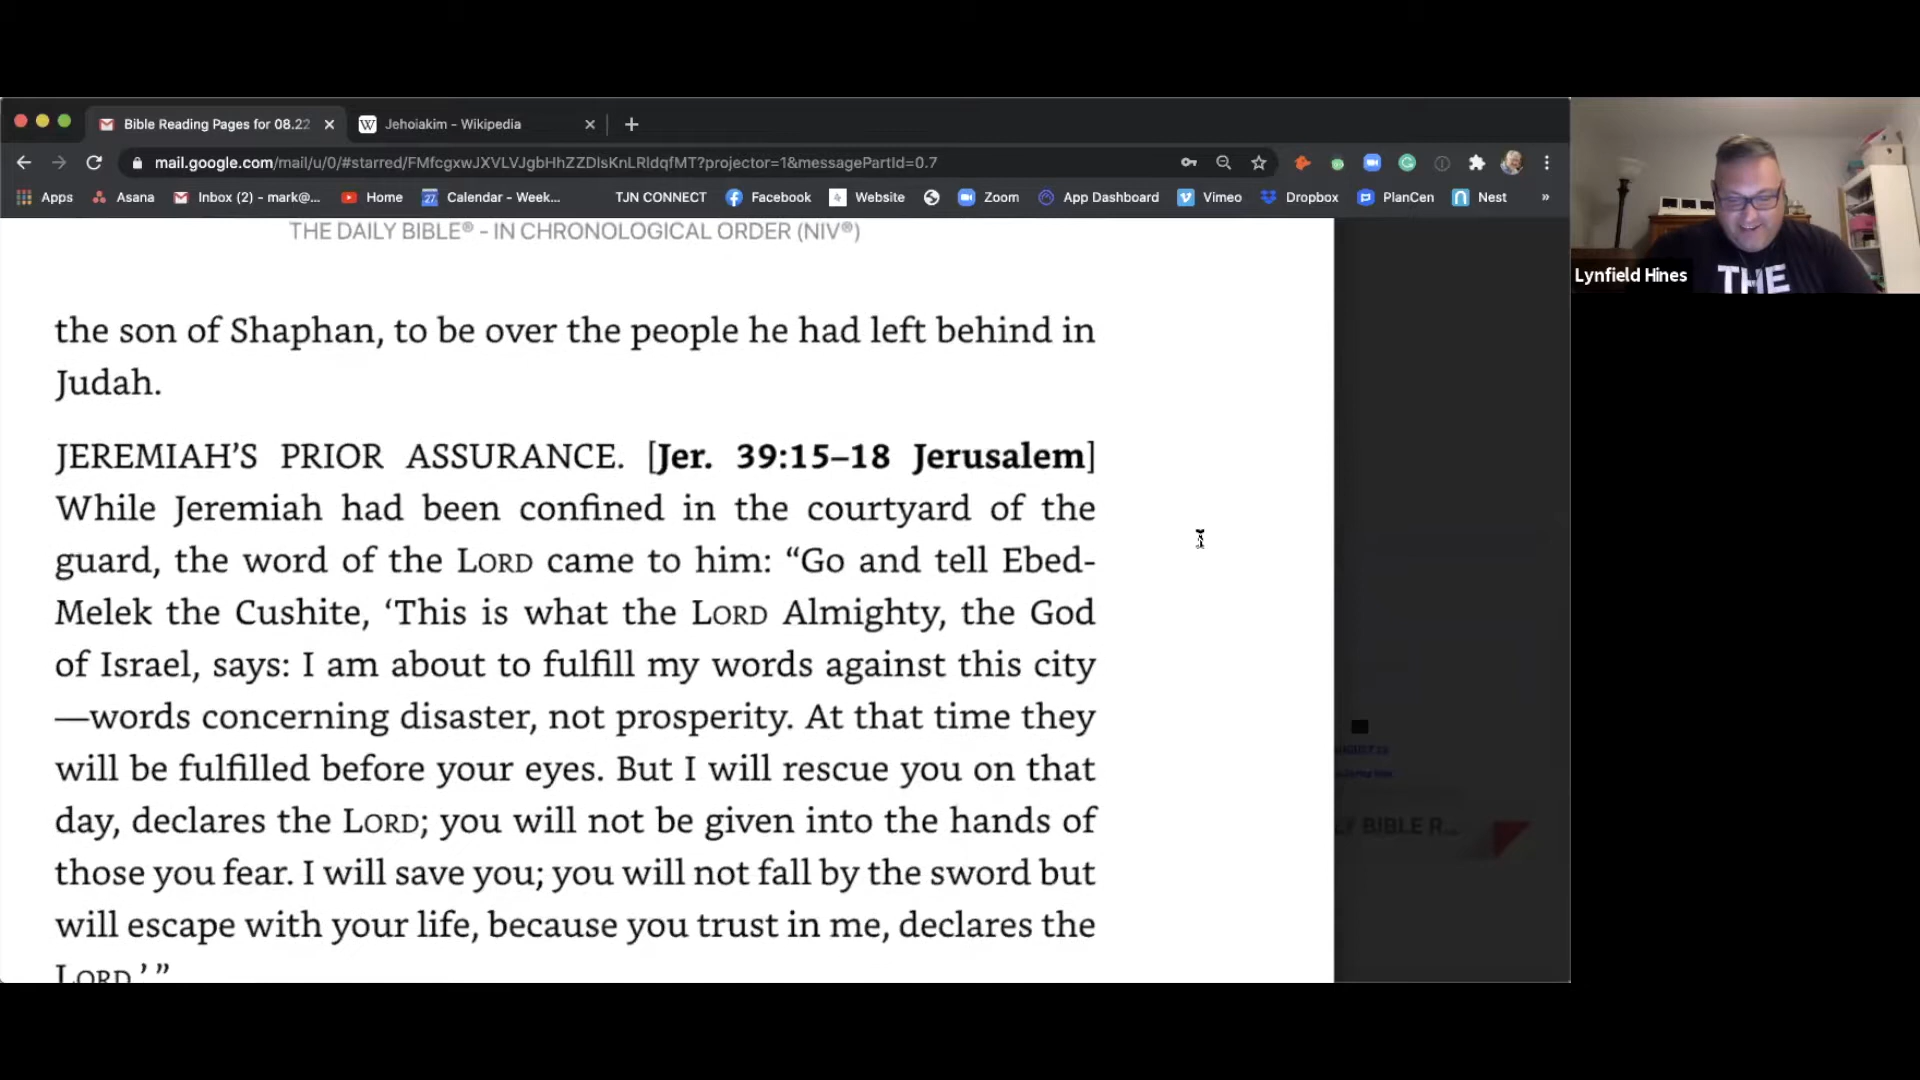 Bible Reading Pages for 08.22
Jehoiakim - Wikipedia
mail.google.com/mail/u/0/#starred/FMfcgxwJXVLVJgbHhZZDlsKnLRldqfMT?projector=1&messagePartId=0.7
Apps Asana Inbox (2) - mark@... Home Calendar - Week... TJN CONNECT Facebook Website Zoom App Dashboard Vimeo Dropbox PlanCen Nest »
THE DAILY BIBLE® - IN CHRONOLOGICAL ORDER (NIV®)
the son of Shaphan, to be over the people he had left behind in
Judah.
JEREMIAH’S PRIOR ASSURANCE. [Jer. 39:15–18 Jerusalem]
While Jeremiah had been confined in the courtyard of the
guard, the word of the LORD came to him: “Go and tell Ebed-
Melek the Cushite, ‘This is what the LORD Almighty, the God
of Israel, says: I am about to fulfill my words against this city
—words concerning disaster, not prosperity. At that time they
will be fulfilled before your eyes. But I will rescue you on that
day, declares the LORD; you will not be given into the hands of
those you fear. I will save you; you will not fall by the sword but
will escape with your life, because you trust in me, declares the
LORD.’ ”
THE
Lynfield Hines
BIBLE R...